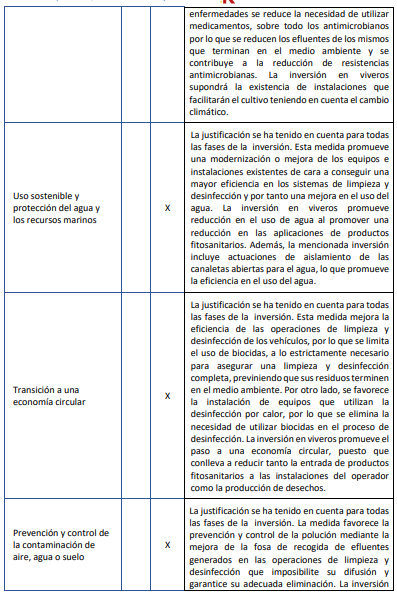 enfermedades se reduce la necesidad de utilizar
medicamentos, sobre todo los antimicrobianos
por lo que se reducen los efluentes de los mismos
que terminan en el medio ambiente y se
contribuye a la reducción de resistencias
antimicrobianas. La inversión en viveros
supondrá la existencia de instalaciones que
facilitarán el cultivo teniendo en cuenta el cambio
climático.
Uso sostenible y
protección del agua y
los recursos marinos
X
La justificación se ha tenido en cuenta para todas
las fases de la inversión. Esta medida promueve
una modernización o mejora de los equipos e
instalaciones existentes de cara a conseguir una
mayor eficiencia en los sistemas de limpieza y
desinfección y por tanto una mejora en el uso del
agua. La inversión en viveros promueve
reducción en el uso de agua al promover una
reducción en las aplicaciones de productos
fitosanitarios. Además, la mencionada inversión
incluye actuaciones de aislamiento de las
canaletas abiertas para el agua, lo que promueve
la eficiencia en el uso del agua.
Transición a una
economía circular
X
La justificación se ha tenido en cuenta para todas
las fases de la inversión. Esta medida mejora la
eficiencia de las operaciones de limpieza y
desinfección de los vehículos, por lo que se limita
el uso de biocidas, a lo estrictamente necesario
para asegurar una limpieza y desinfección
completa, previniendo que sus residuos terminen
en el medio ambiente. Por otro lado, se favorece
la instalación de equipos que utilizan la
desinfección por calor, por lo que se elimina la
necesidad de utilizar biocidas en el proceso de
desinfección. La inversión en viveros promueve el
paso a una economía circular, puesto que
conlleva a reducir tanto la entrada de productos
fitosanitarios a las instalaciones del operador
como la producción de desechos.
Prevención y control de
la contaminación de
aire, agua o suelo
X
La justificación se ha tenido en cuenta para todas
las fases de la inversión. La medida favorece la
prevención y control de la polución mediante la
mejora de la fosa de recogida de efluentes
generados en las operaciones de limpieza y
desinfección que imposibilite su difusión y
garantice su adecuada eliminación. La inversión